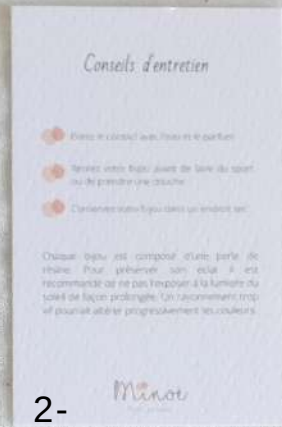 Conseils d'entretien
Évitez le contact avec l'eau et le parfum
Retirez votre bijou avant de faire du sport
ou de prendre une douche
Conservez votre bijou dans un endroit sec
Chaque bijou est composé d'une perle de
résine. Pour préserver son éclat il est
recommandé de ne pas l'exposer à la lumière du
soleil de façon prolongée. Un rayonnement trop
vif pourrait altérer progressivement les couleurs.
Minoë
2-